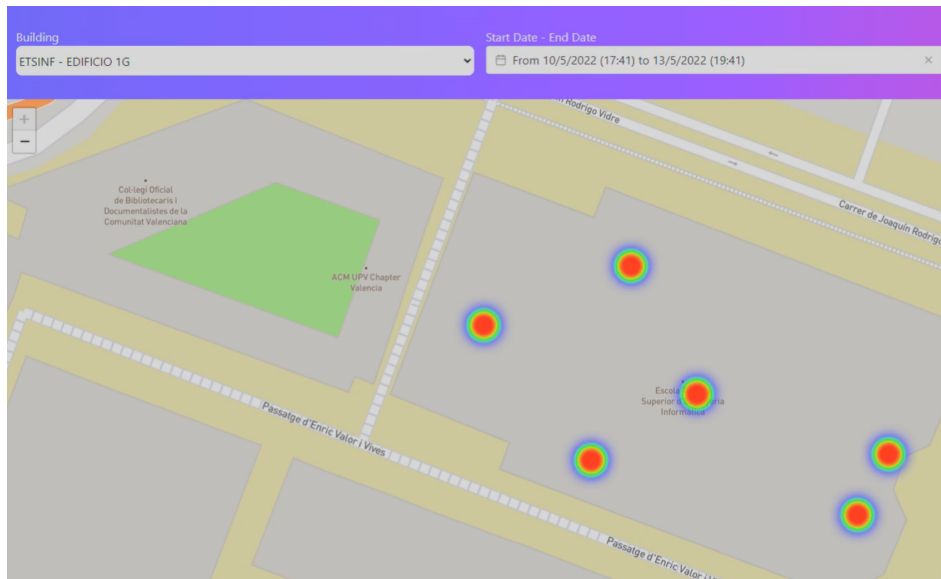 Building
Start Date - End Date
ETSINF - EDIFICIO 1G
From 10/5/2022 (17:41) to 13/5/2022 (19:41)
+
−
Rodrigo Vidre
Carrer de Joaquín Rodrigo
Col·legi Oficial
de Bibliotecaris i
Documentalistes de la
Comunitat Valenciana
ACM UPV Chapter
Valencia
Escola
Superior
Informàtica
Passatge d'Enric Valor i Vives
Passatge d'Enric Valor i V